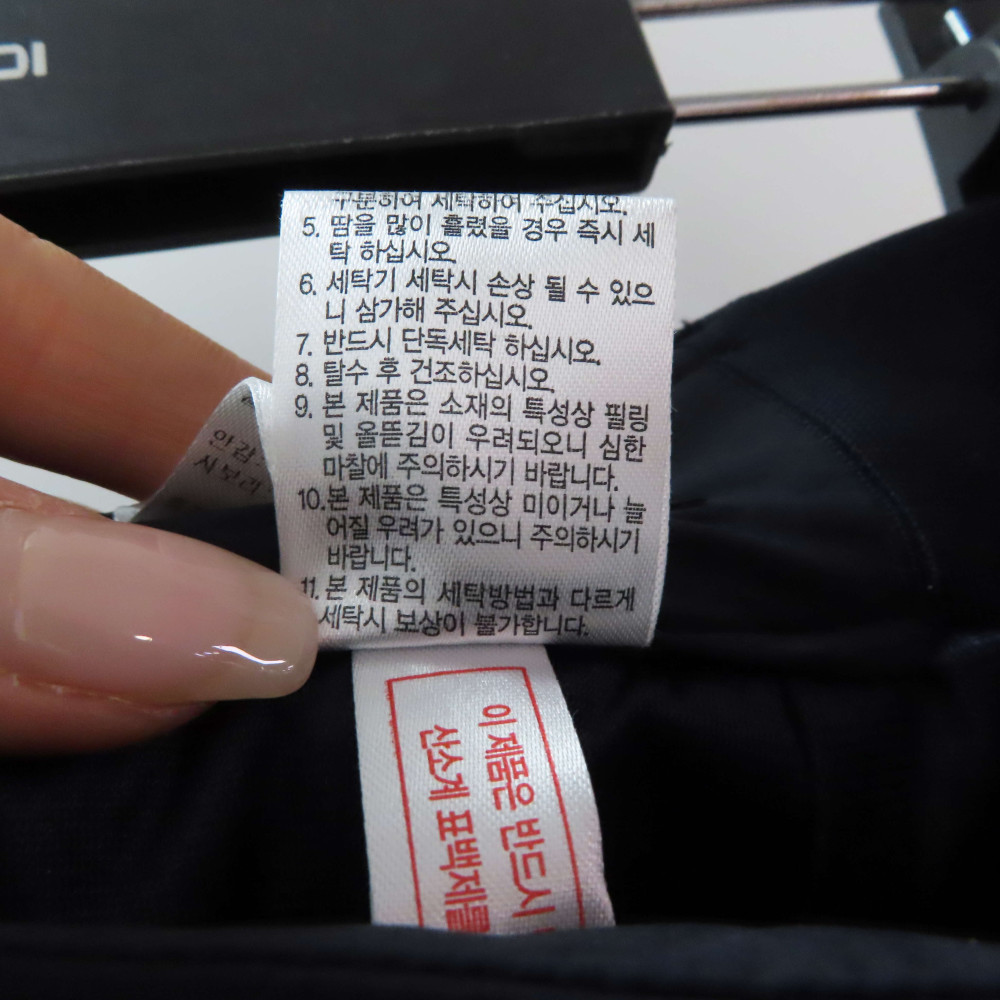 구분하여 세탁하여 주십시오.
5. 땀을 많이 흘렸을 경우 즉시 세
탁 하십시오.
6. 세탁기 세탁시 손상 될 수 있으
니 삼가해 주십시오.
7. 반드시 단독세탁 하십시오.
8. 탈수 후 건조하십시오.
9. 본 제품은 소재의 특성상 필링
및 올뜯김이 우려되오니 심한
마찰에 주의하시기 바랍니다.
10. 본 제품은 특성상 미이거나 늘
어질 우려가 있으니 주의하시기
바랍니다.
11. 본 제품의 세탁방법과 다르게
세탁시 보상이 불가합니다.
안감
시보리
이 제품은 반드시
산소계 표백제를